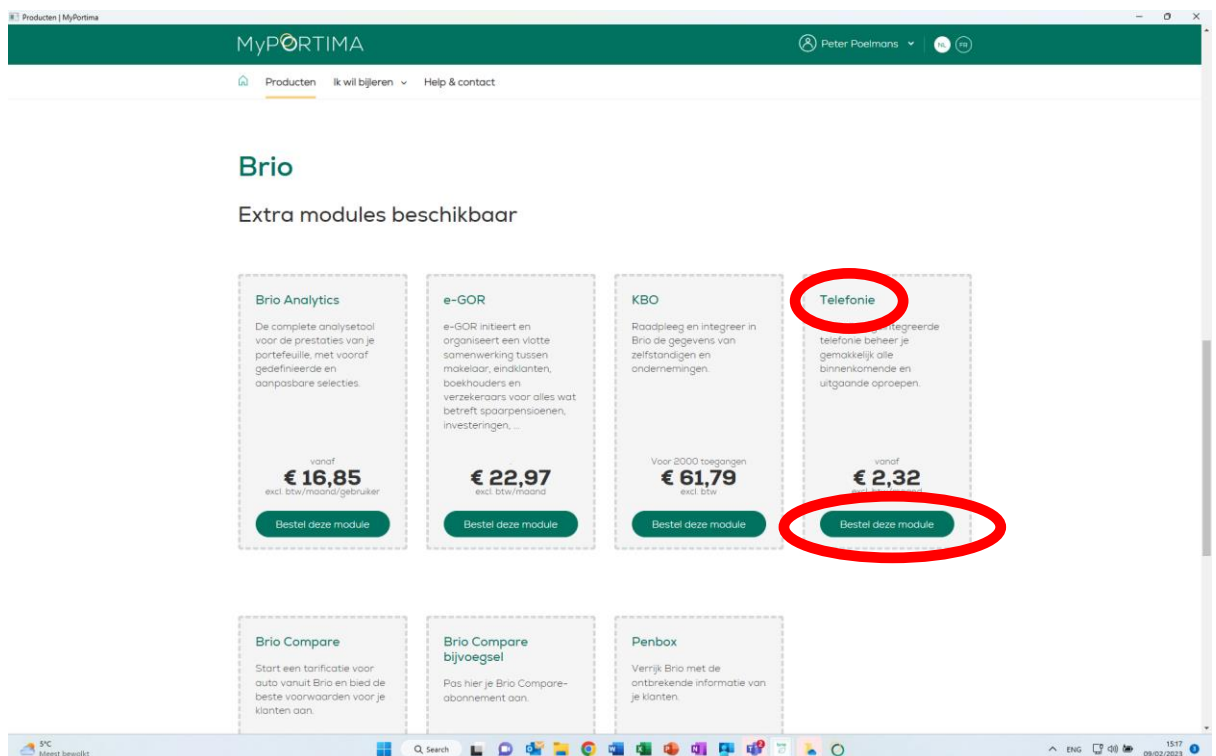 Producten | MyPortima
MyPORTIMA
Peter Poelmans
NL
FR
Producten
Ik wil bijleren
Help & contact
Brio
Extra modules beschikbaar
Brio Analytics
De complete analysetool
voor de prestaties van je
portefeuille, met vooraf
gedefinieerde en
aanpasbare selecties.
vanaf
€ 16,85
excl. btw/maand/gebruiker
Bestel deze module
e-GOR
e-GOR initieert en
organiseert een vlotte
samenwerking tussen
makelaar, eindklanten,
boekhouders en
verzekeraars voor alles wat
betreft spaarpensioenen,
investeringen, ...
€ 22,97
excl. btw/maand
Bestel deze module
KBO
Raadpleeg en integreer in
Brio de gegevens van
zelfstandigen en
ondernemingen.
Voor 2000 toegangen
€ 61,79
excl. btw
Bestel deze module
Telefonie
telefonie beheer je
gemakkelijk alle
binnenkomende en
uitgaande oproepen.
vanaf
€ 2,32
excl. btw/maand
Bestel deze module
Brio Compare
Start een tarificatie voor
auto vanuit Brio en bied de
beste voorwaarden voor je
klanten aan.
Brio Compare
bijvoegsel
Pas hier je Brio Compare-
abonnement aan.
Penbox
Verrijk Brio met de
ontbrekende informatie van
je klanten.
5°C
Meest bewolkt
Search
ENG
15:17
09/02/2023